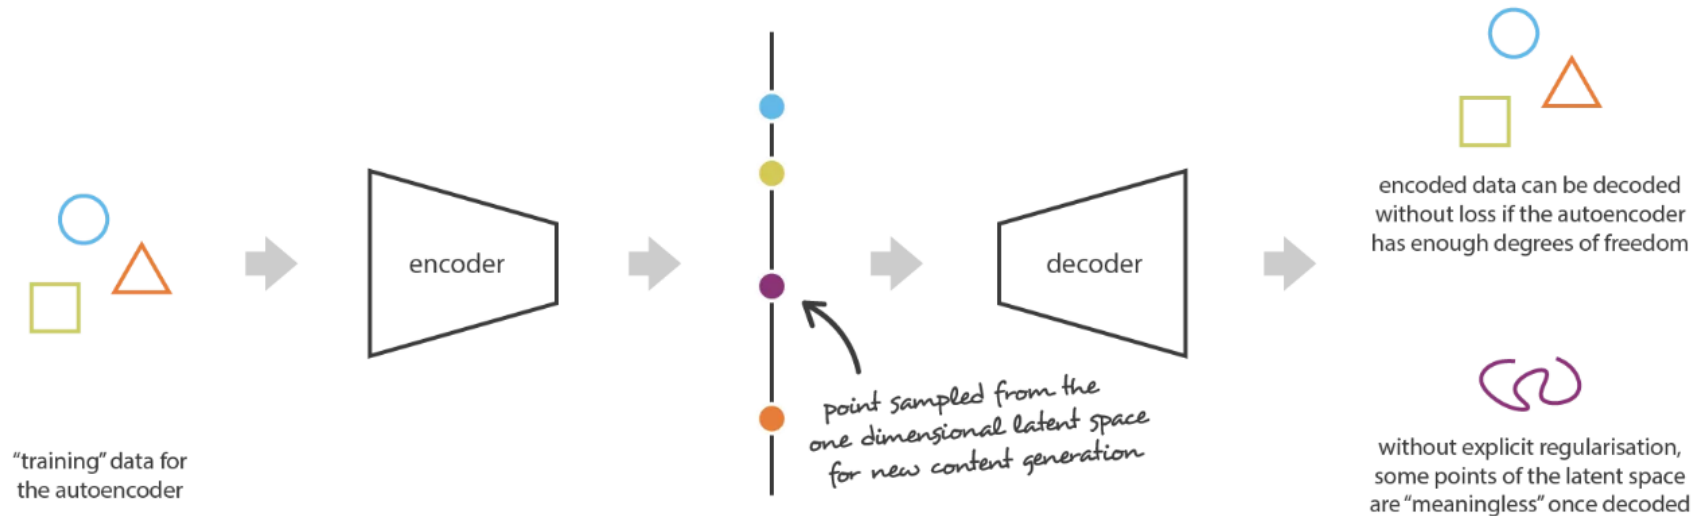 "training" data for
the autoencoder
encoder
point sampled from the
one dimensional latent space
for new content generation
decoder
encoded data can be decoded
without loss if the autoencoder
has enough degrees of freedom
without explicit regularisation,
some points of the latent space
are "meaningless" once decoded